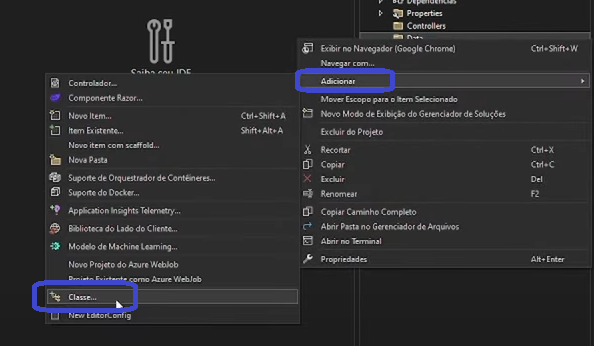 Dependências
Properties
Controllers
Data
Saiba seu IDE
Exibir no Navegador (Google Chrome) Ctrl+Shift+W
Navegar com...
Adicionar
Mover Escopo para o Item Selecionado
Novo Modo de Exibição do Gerenciador de Soluções
Excluir do Projeto
Recortar Ctrl+X
Copiar Ctrl+C
Excluir Del
Renomear F2
Copiar Caminho Completo
Abrir Pasta no Gerenciador de Arquivos
Abrir no Terminal
Propriedades Alt+Enter
Controlador...
Componente Razor...
Novo Item... Ctrl+Shift+A
Item Existente... Shift+Alt+A
Novo item com scaffold...
Nova Pasta
Suporte de Orquestrador de Contêineres...
Suporte do Docker...
Application Insights Telemetry...
Biblioteca do Lado do Cliente...
Modelo de Machine Learning...
Novo Projeto do Azure WebJob
Projeto Existente como Azure WebJob
Classe...
New EditorConfig